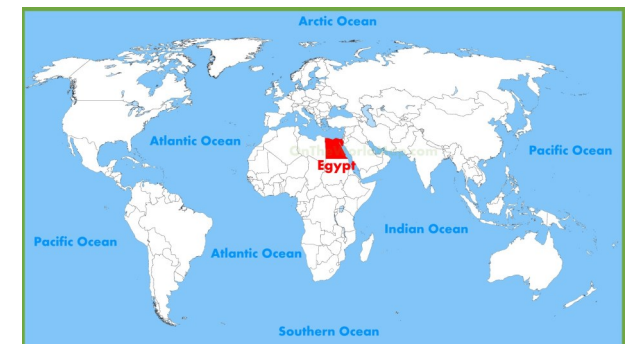 Arctic Ocean
Atlantic Ocean
Pacific Ocean
Egypt
Pacific Ocean
Atlantic Ocean
Indian Ocean
Southern Ocean